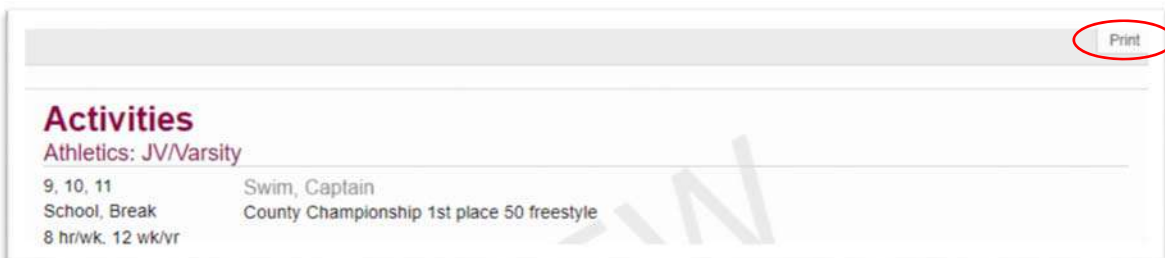 Print
Activities
Athletics: JV/Varsity
9, 10, 11
Swim, Captain
School, Break
County Championship 1st place 50 freestyle
8 hr/wk, 12 wk/yr